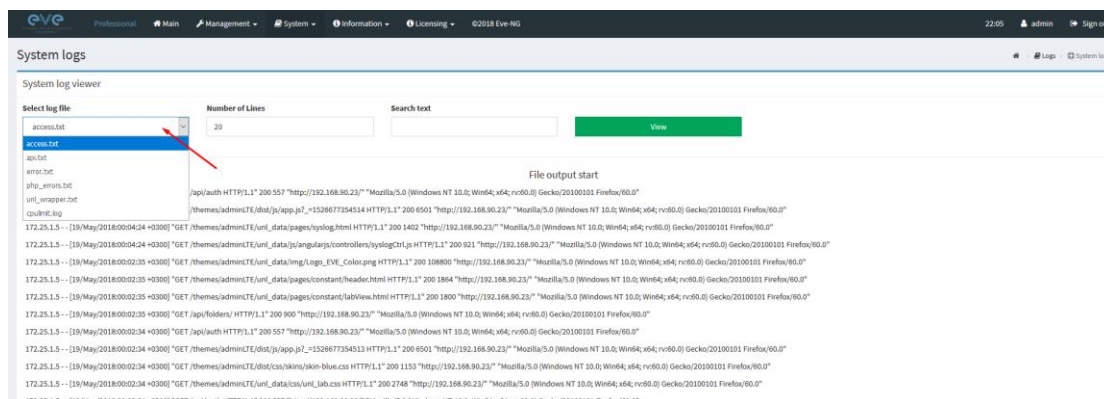 eve Professional Main Management System Information Licensing ©2018 Eve-NG 22:05 admin Sign o
System logs Logs System lo
System log viewer
Select log file Number of Lines Search text
access.txt 20 View
access.txt
api.txt
error.txt
php_errors.txt
unl_wrapper.txt
cpulimit.log
File output start
/api/auth HTTP/1.1" 200 557 "http://192.168.90.23/" "Mozilla/5.0 (Windows NT 10.0; Win64; x64; rv:60.0) Gecko/20100101 Firefox/60.0"
/themes/adminLTE/dist/js/app.js?_=1526677354514 HTTP/1.1" 200 6501 "http://192.168.90.23/" "Mozilla/5.0 (Windows NT 10.0; Win64; x64; rv:60.0) Gecko/20100101 Firefox/60.0"
172.25.1.5 - - [19/May/2018:00:04:24 +0300] "GET /themes/adminLTE/unl_data/pages/syslog.html HTTP/1.1" 200 1402 "http://192.168.90.23/" "Mozilla/5.0 (Windows NT 10.0; Win64; x64; rv:60.0) Gecko/20100101 Firefox/60.0"
172.25.1.5 - - [19/May/2018:00:04:24 +0300] "GET /themes/adminLTE/unl_data/js/angularjs/controllers/syslogCtrl.js HTTP/1.1" 200 921 "http://192.168.90.23/" "Mozilla/5.0 (Windows NT 10.0; Win64; x64; rv:60.0) Gecko/20100101 Firefox/60.0"
172.25.1.5 - - [19/May/2018:00:02:35 +0300] "GET /themes/adminLTE/unl_data/img/Logo_EVE_Color.png HTTP/1.1" 200 108800 "http://192.168.90.23/" "Mozilla/5.0 (Windows NT 10.0; Win64; x64; rv:60.0) Gecko/20100101 Firefox/60.0"
172.25.1.5 - - [19/May/2018:00:02:35 +0300] "GET /themes/adminLTE/unl_data/pages/constant/header.html HTTP/1.1" 200 1864 "http://192.168.90.23/" "Mozilla/5.0 (Windows NT 10.0; Win64; x64; rv:60.0) Gecko/20100101 Firefox/60.0"
172.25.1.5 - - [19/May/2018:00:02:35 +0300] "GET /themes/adminLTE/unl_data/pages/constant/labView.html HTTP/1.1" 200 1800 "http://192.168.90.23/" "Mozilla/5.0 (Windows NT 10.0; Win64; x64; rv:60.0) Gecko/20100101 Firefox/60.0"
172.25.1.5 - - [19/May/2018:00:02:35 +0300] "GET /api/folders/ HTTP/1.1" 200 900 "http://192.168.90.23/" "Mozilla/5.0 (Windows NT 10.0; Win64; x64; rv:60.0) Gecko/20100101 Firefox/60.0"
172.25.1.5 - - [19/May/2018:00:02:34 +0300] "GET /api/auth HTTP/1.1" 200 557 "http://192.168.90.23/" "Mozilla/5.0 (Windows NT 10.0; Win64; x64; rv:60.0) Gecko/20100101 Firefox/60.0"
172.25.1.5 - - [19/May/2018:00:02:34 +0300] "GET /themes/adminLTE/dist/js/app.js?_=1526677354513 HTTP/1.1" 200 6501 "http://192.168.90.23/" "Mozilla/5.0 (Windows NT 10.0; Win64; x64; rv:60.0) Gecko/20100101 Firefox/60.0"
172.25.1.5 - - [19/May/2018:00:02:34 +0300] "GET /themes/adminLTE/dist/css/skins/skin-blue.css HTTP/1.1" 200 1153 "http://192.168.90.23/" "Mozilla/5.0 (Windows NT 10.0; Win64; x64; rv:60.0) Gecko/20100101 Firefox/60.0"
172.25.1.5 - - [19/May/2018:00:02:34 +0300] "GET /themes/adminLTE/unl_data/css/unl_lab.css HTTP/1.1" 200 2748 "http://192.168.90.23/" "Mozilla/5.0 (Windows NT 10.0; Win64; x64; rv:60.0) Gecko/20100101 Firefox/60.0"